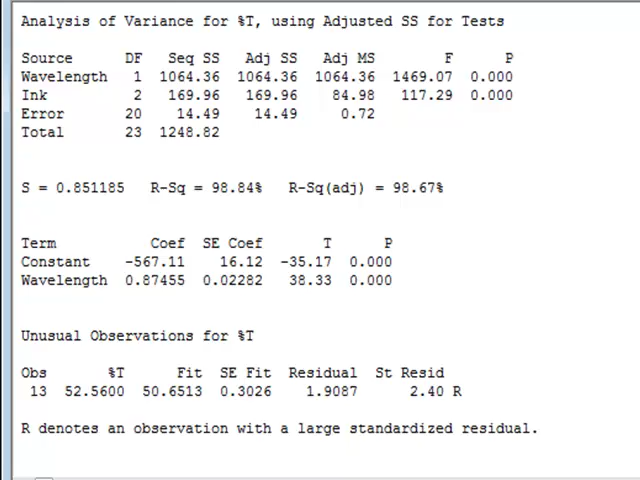 Analysis of Variance for %T, using Adjusted SS for Tests
Source DF Seq SS Adj SS Adj MS F P
Wavelength 1 1064.36 1064.36 1064.36 1469.07 0.000
Ink 2 169.96 169.96 84.98 117.29 0.000
Error 20 14.49 14.49 0.72
Total 23 1248.82
S = 0.851185 R-Sq = 98.84% R-Sq(adj) = 98.67%
Term Coef SE Coef T P
Constant -567.11 16.12 -35.17 0.000
Wavelength 0.87455 0.02282 38.33 0.000
Unusual Observations for %T
Obs %T Fit SE Fit Residual St Resid
13 52.5600 50.6513 0.3026 1.9087 2.40 R
R denotes an observation with a large standardized residual.